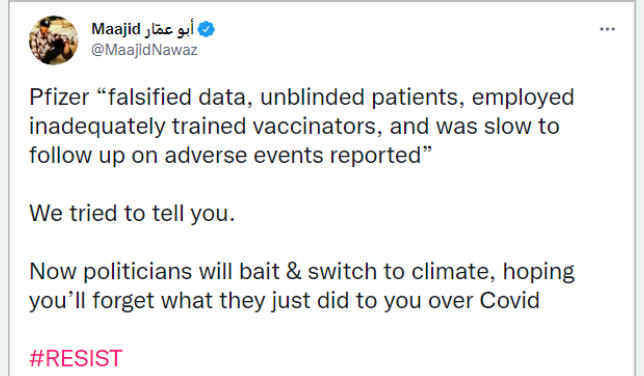 Maajid أبو عمّار
@MaajidNawaz
Pfizer “falsified data, unblinded patients, employed
inadequately trained vaccinators, and was slow to
follow up on adverse events reported”
We tried to tell you.
Now politicians will bait & switch to climate, hoping
you’ll forget what they just did to you over Covid
#RESIST